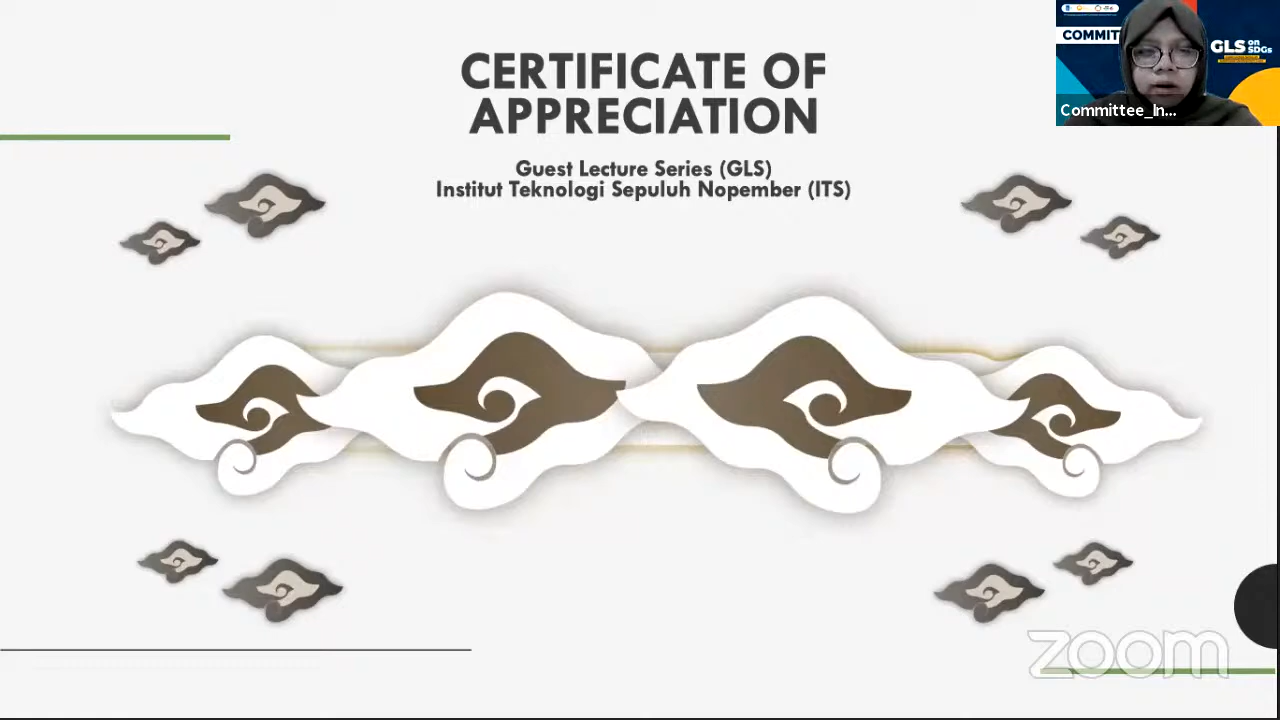 CERTIFICATE OF
APPRECIATION
Guest Lecture Series (GLS)
Institut Teknologi Sepuluh Nopember (ITS)
COMMIT
GLS on
SDGs
Committee_In...
zoom